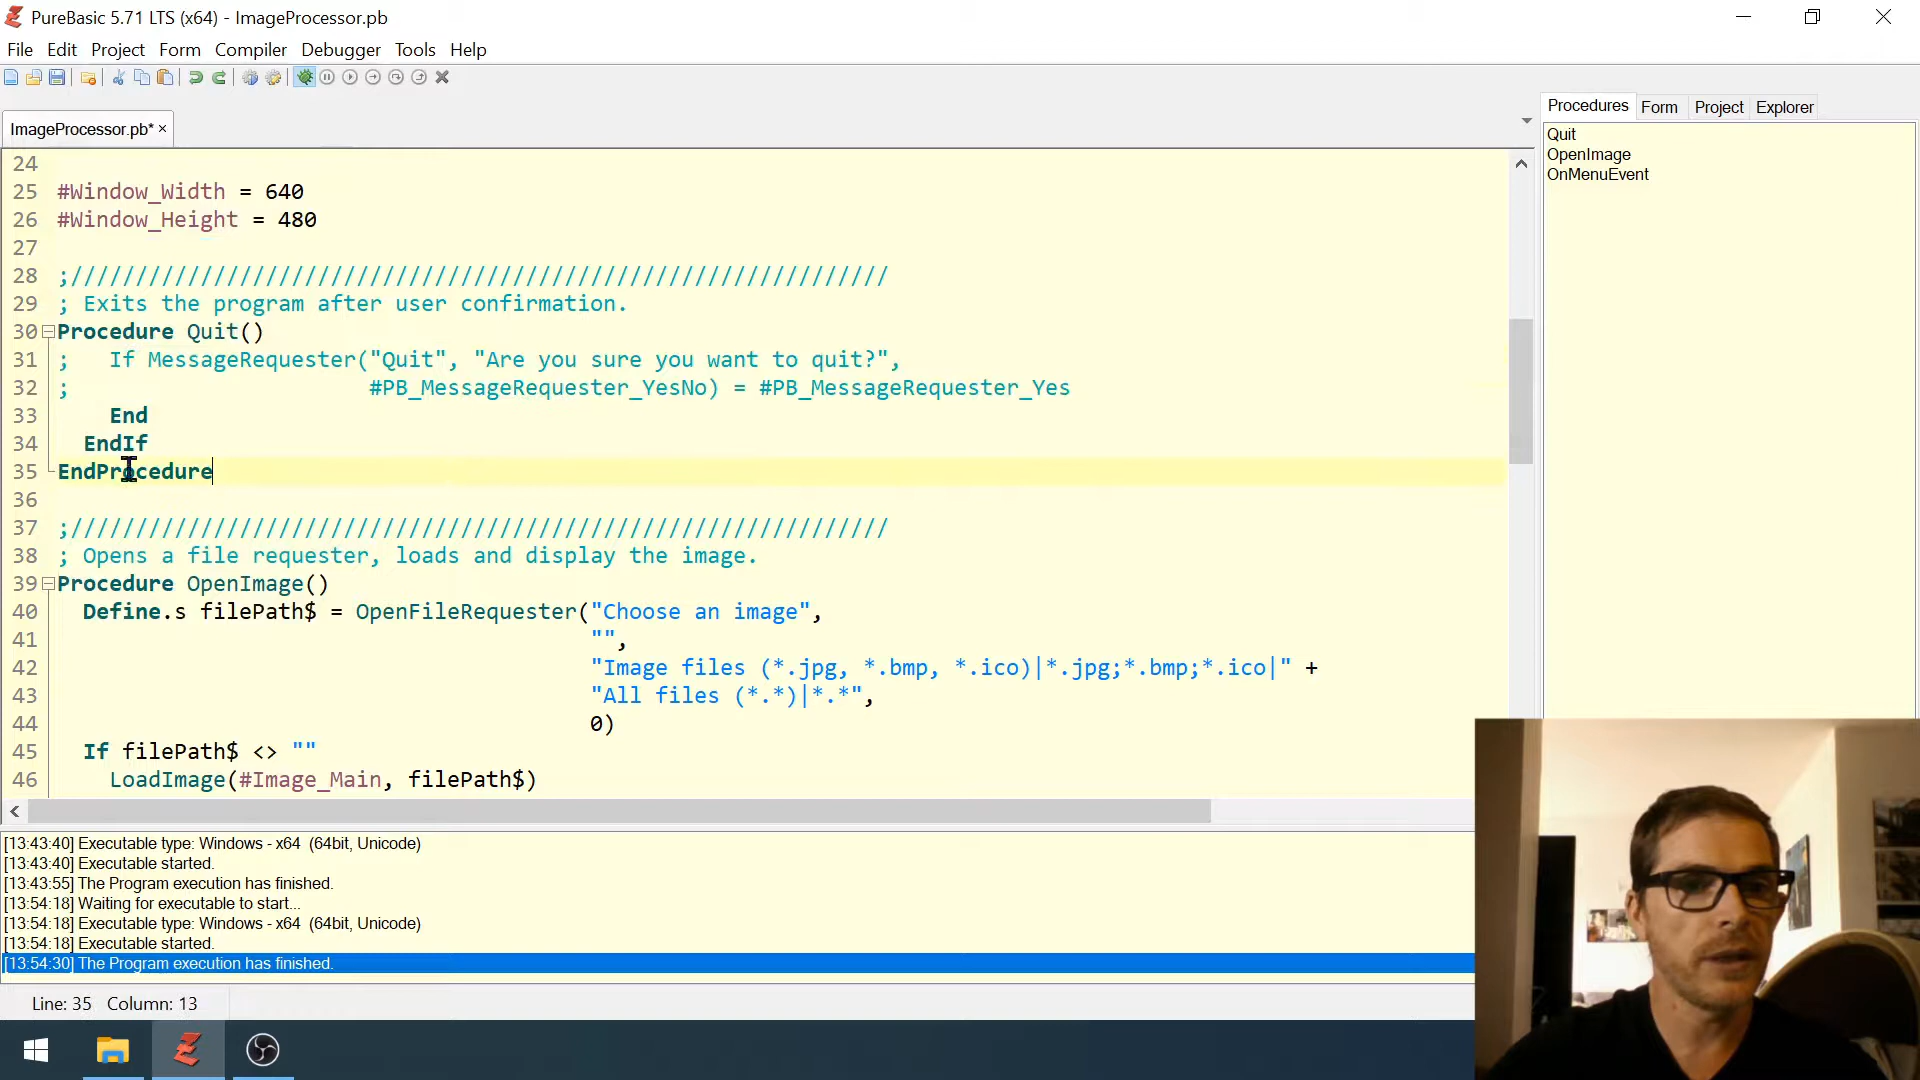 PureBasic 5.71 LTS (x64) - ImageProcessor.pb
File Edit Project Form Compiler Debugger Tools Help
ImageProcessor.pb*
Procedures Form Project Explorer
Quit
OpenImage
OnMenuEvent
24
25 #Window_Width = 640
26 #Window_Height = 480
27
28 ;///////////////////////////////////////////////////////////////
29 ; Exits the program after user confirmation.
30 Procedure Quit()
31 ;   If MessageRequester("Quit", "Are you sure you want to quit?",
32 ;                       #PB_MessageRequester_YesNo) = #PB_MessageRequester_Yes
33     End
34   EndIf
35 EndProcedure
36
37 ;///////////////////////////////////////////////////////////////
38 ; Opens a file requester, loads and display the image.
39 Procedure OpenImage()
40   Define.s filePath$ = OpenFileRequester("Choose an image",
41                                          "",
42                                          "Image files (*.jpg, *.bmp, *.ico)|*.jpg;*.bmp;*.ico|" +
43                                          "All files (*.*)|*.*",
44                                          0)
45   If filePath$ <> ""
46     LoadImage(#Image_Main, filePath$)
[13:43:40] Executable type: Windows - x64 (64bit, Unicode)
[13:43:40] Executable started.
[13:43:55] The Program execution has finished.
[13:54:18] Waiting for executable to start...
[13:54:18] Executable type: Windows - x64 (64bit, Unicode)
[13:54:18] Executable started.
[13:54:30] The Program execution has finished.
Line: 35 Column: 13